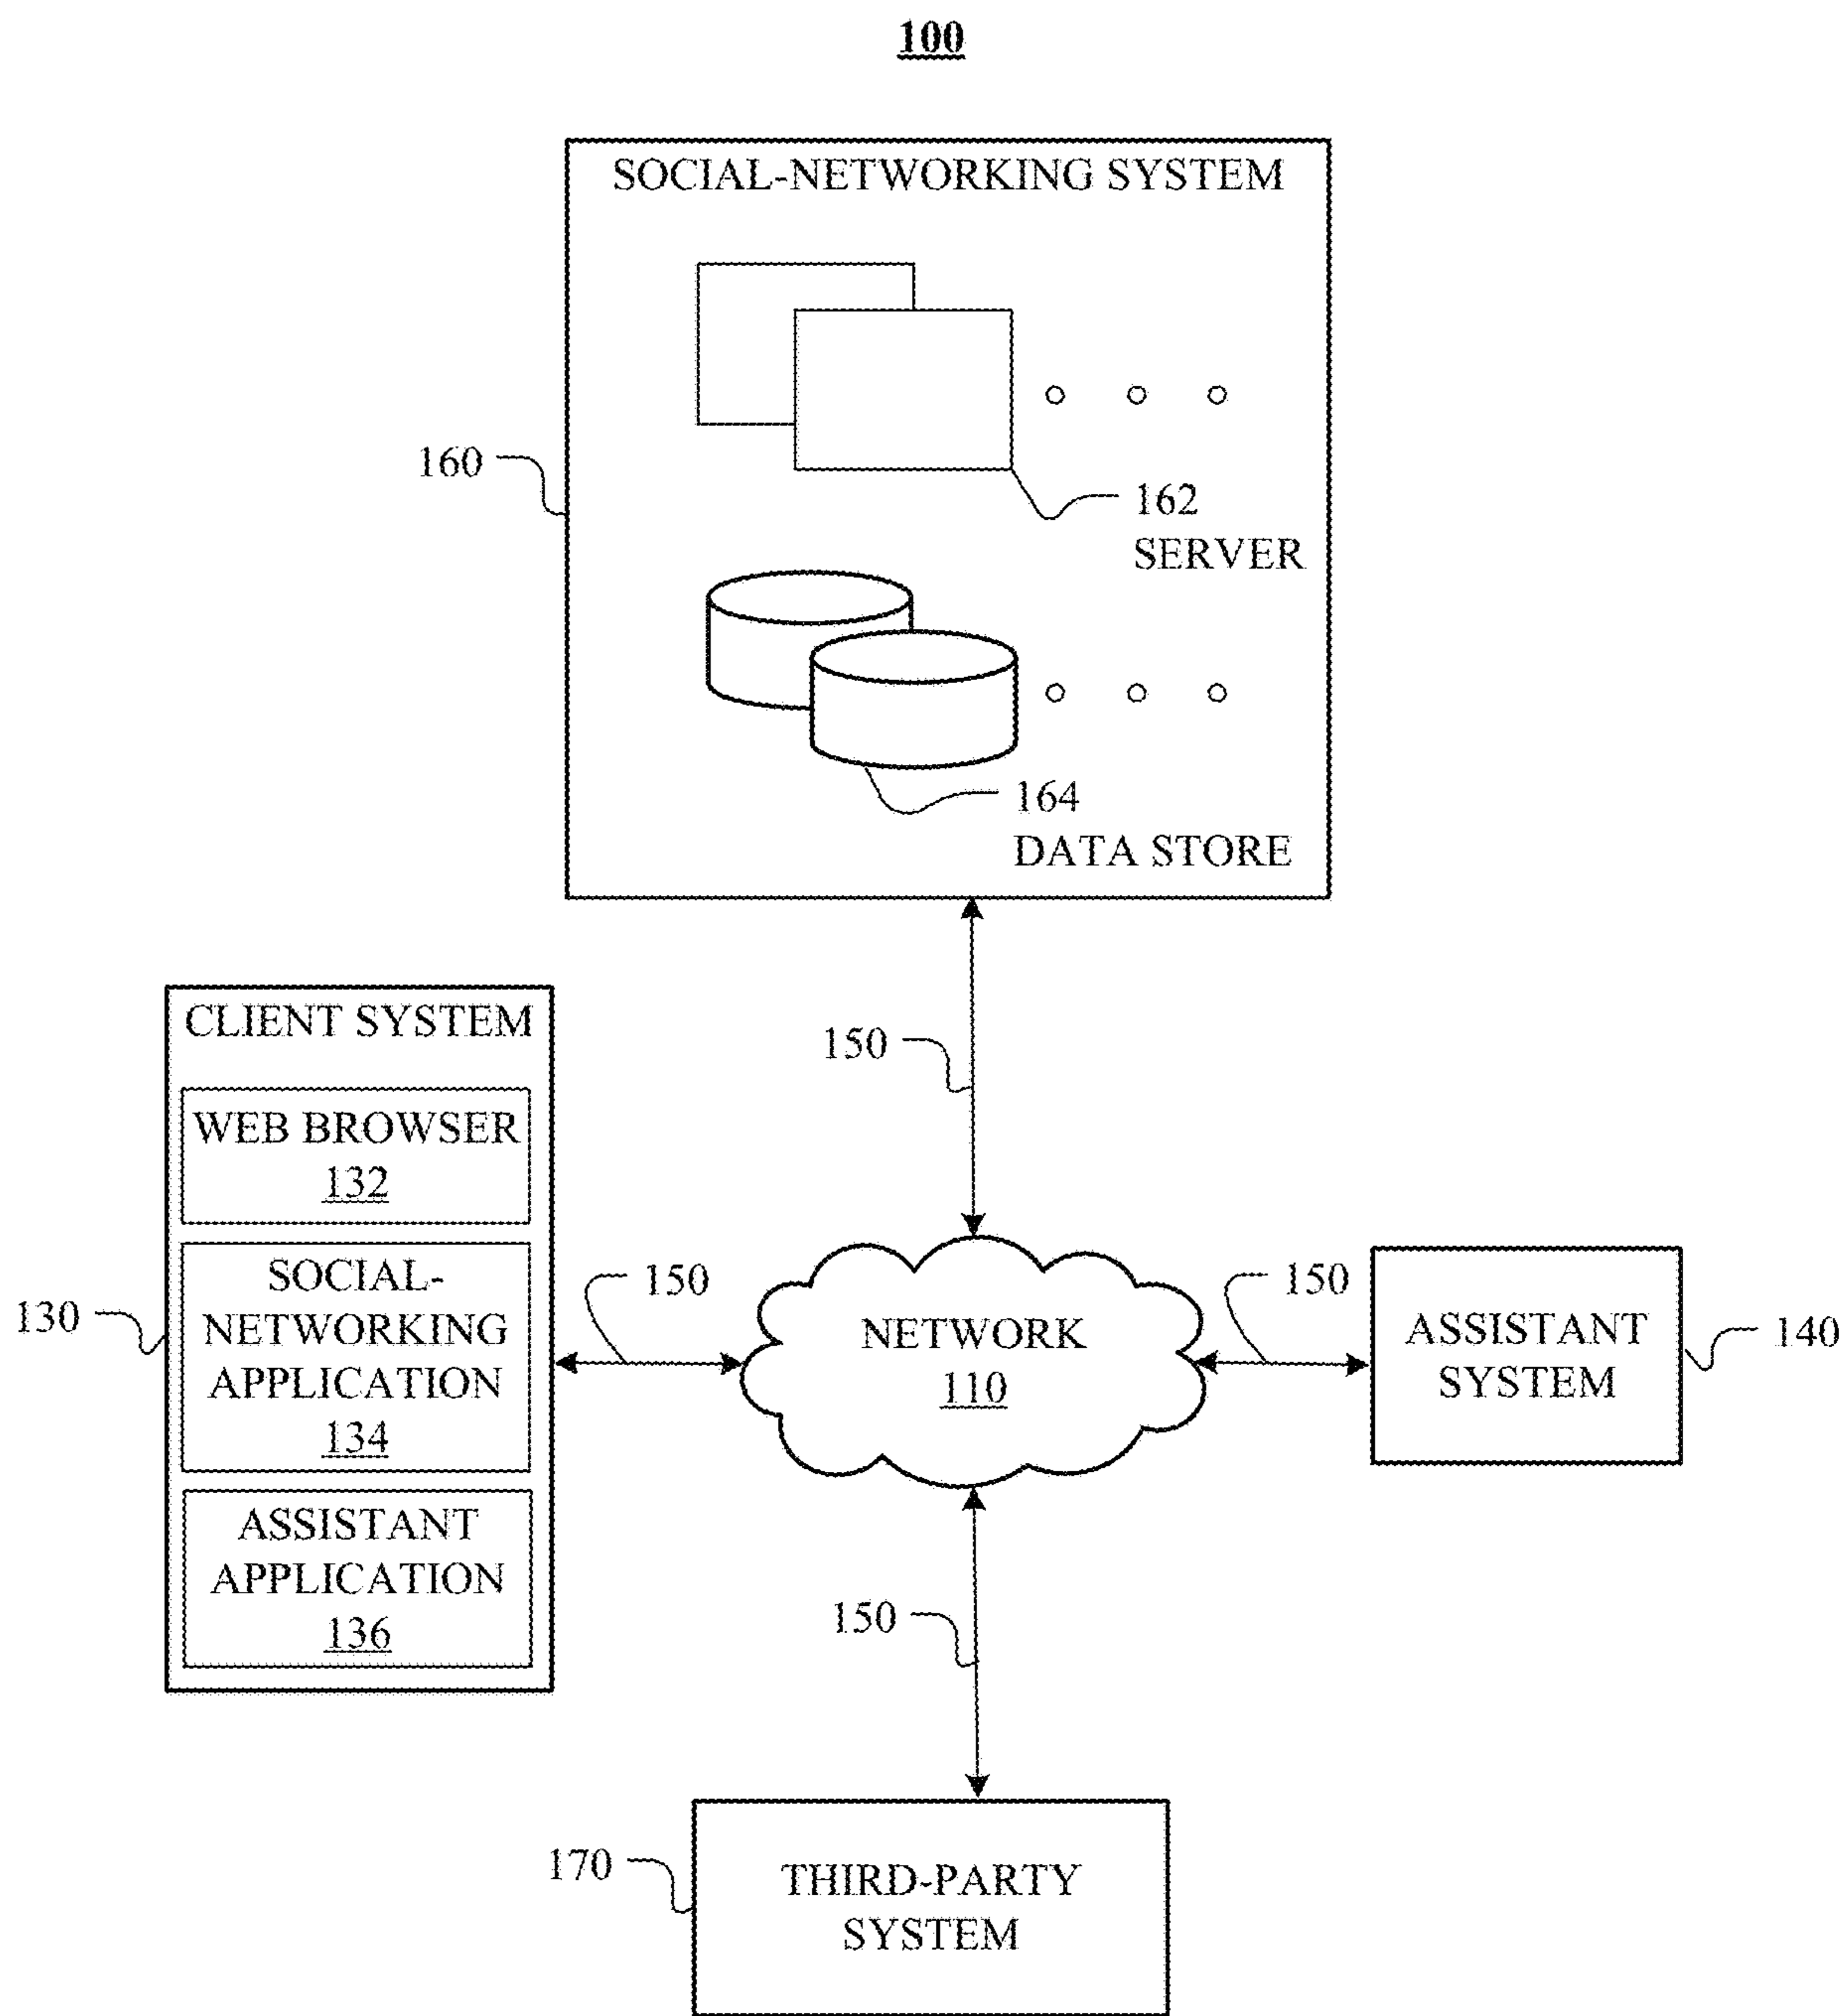 100
SOCIAL-NETWORKING SYSTEM
160
162
SERVER
164
DATA STORE
CLIENT SYSTEM
WEB BROWSER
132
SOCIAL-
NETWORKING
APPLICATION
134
ASSISTANT
APPLICATION
136
130
150
150
NETWORK
110
150
ASSISTANT
SYSTEM
140
150
170
THIRD-PARTY
SYSTEM